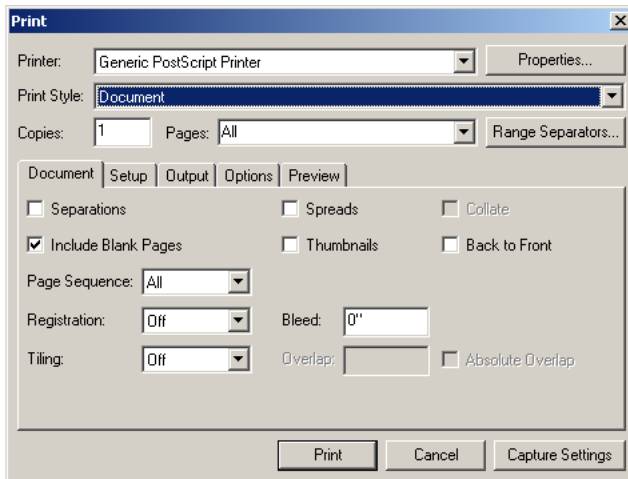 Print
Printer: Generic PostScript Printer Properties...
Print Style: Document
Copies: 1 Pages: All Range Separators...
Document Setup Output Options Preview
Separations Spreads Collate
Include Blank Pages Thumbnails Back to Front
Page Sequence: All
Registration: Off Bleed: 0"
Tiling: Off Overlap: Absolute Overlap
Print Cancel Capture Settings